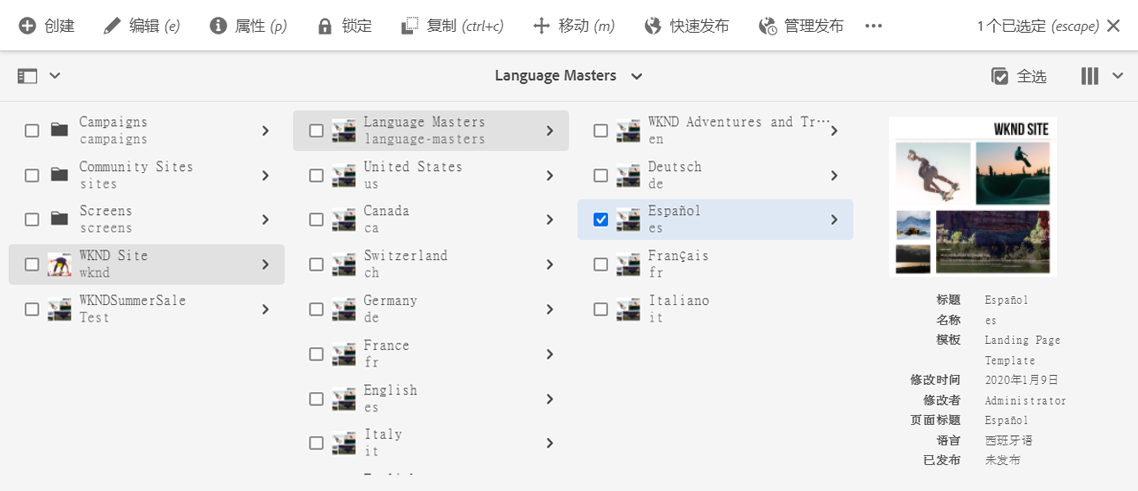 创建 编辑 (e) 属性 (p) 锁定 复制 (ctrl+c) 移动 (m) 快速发布 管理发布 ••• 1个已选定 (escape)
Language Masters 全选
Campaigns
campaigns
Community Sites
sites
Screens
screens
WKND Site
wknd
WKNDSummerSale
Test
Language Masters
language-masters
United States
us
Canada
ca
Switzerland
ch
Germany
de
France
fr
English
es
Italy
it
WKND Adventures and Tr···
en
Deutsch
de
Español
es
Français
fr
Italiano
it
WKND SITE
标题 Español
名称 es
模板 Landing Page
Template
修改时间 2020年1月9日
修改者 Administrator
页面标题 Español
语言 西班牙语
已发布 未发布